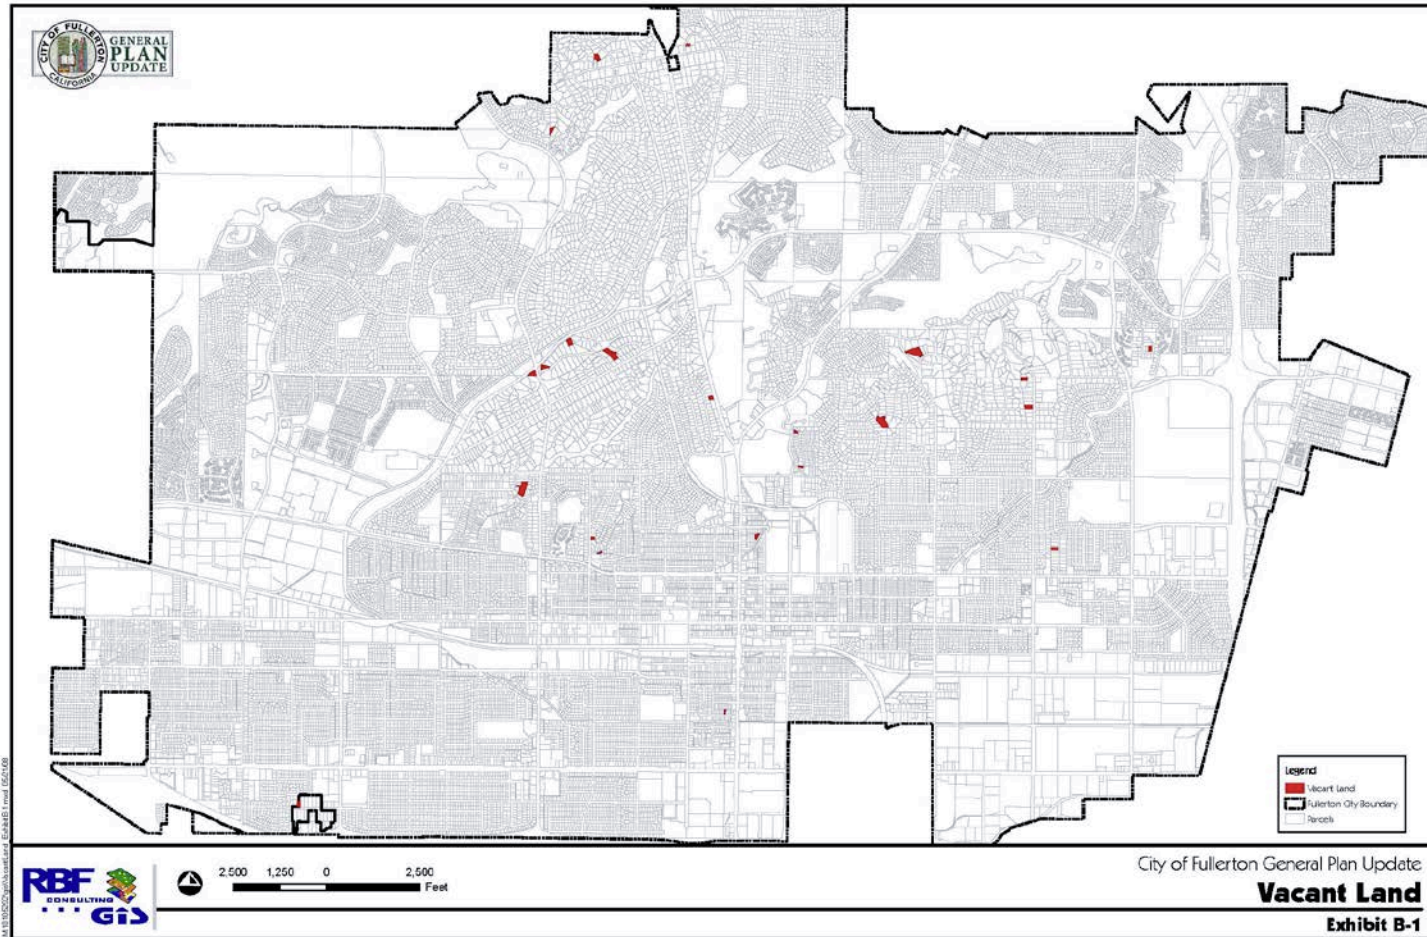 CITY OF FULLERTON
CALIFORNIA
GENERAL
PLAN
UPDATE
Legend
Vacant Land
Fullerton City Boundary
Parcels
RBF
CONSULTING
GIS
2,500 1,250 0 2,500
Feet
City of Fullerton General Plan Update
Vacant Land
Exhibit B-1